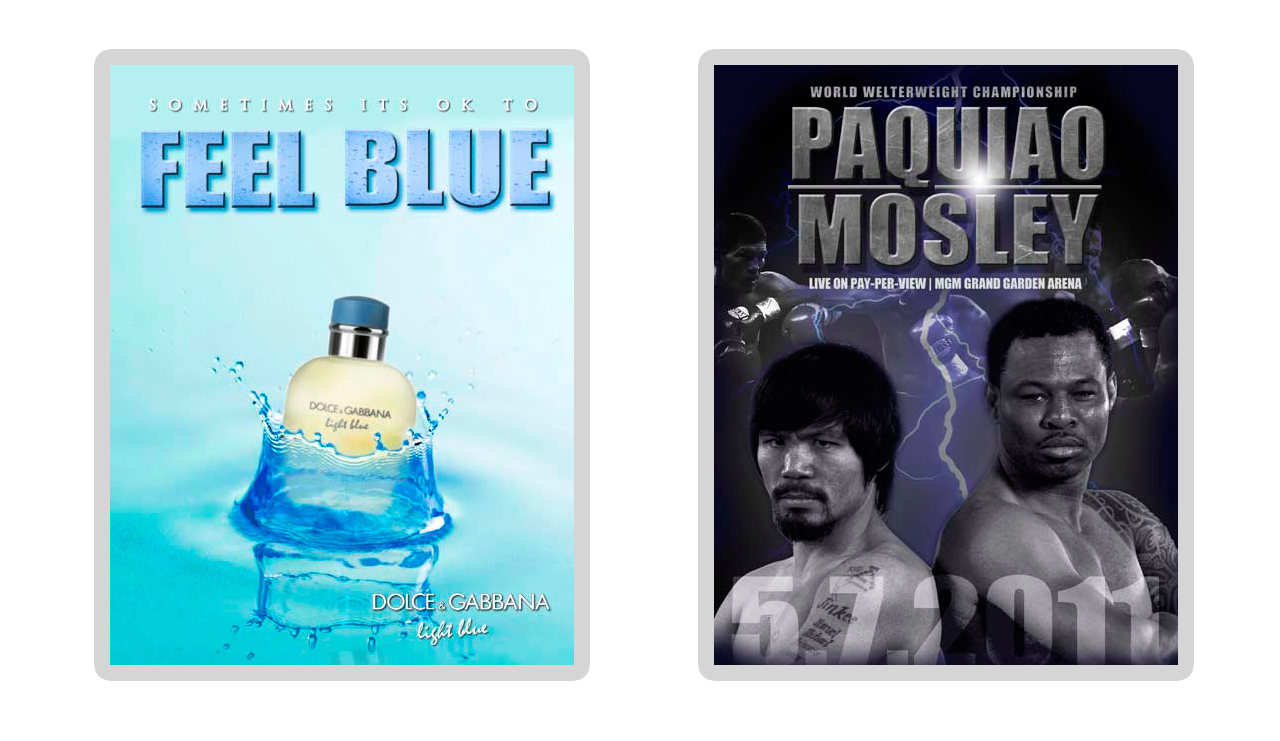 SOMETIMES ITS OK TO
FEEL BLUE
DOLCE & GABBANA
light blue
DOLCE & GABBANA
light blue
WORLD WELTERWEIGHT CHAMPIONSHIP
PAQUIAO
MOSLEY
LIVE ON PAY-PER-VIEW | MGM GRAND GARDEN ARENA
Jinkee
5.7.2011